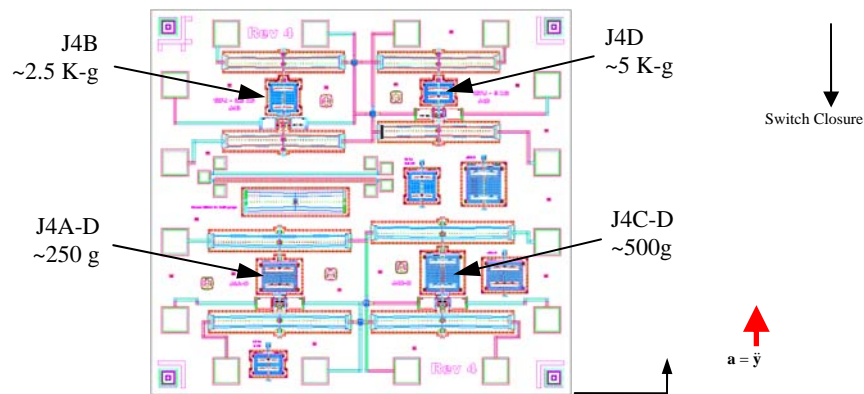 Rev 4
J4B
~2.5 K-g
J4D
~5 K-g
Switch Closure
J4A-D
~250 g
J4C-D
~500g
Rev 4
a = ÿ